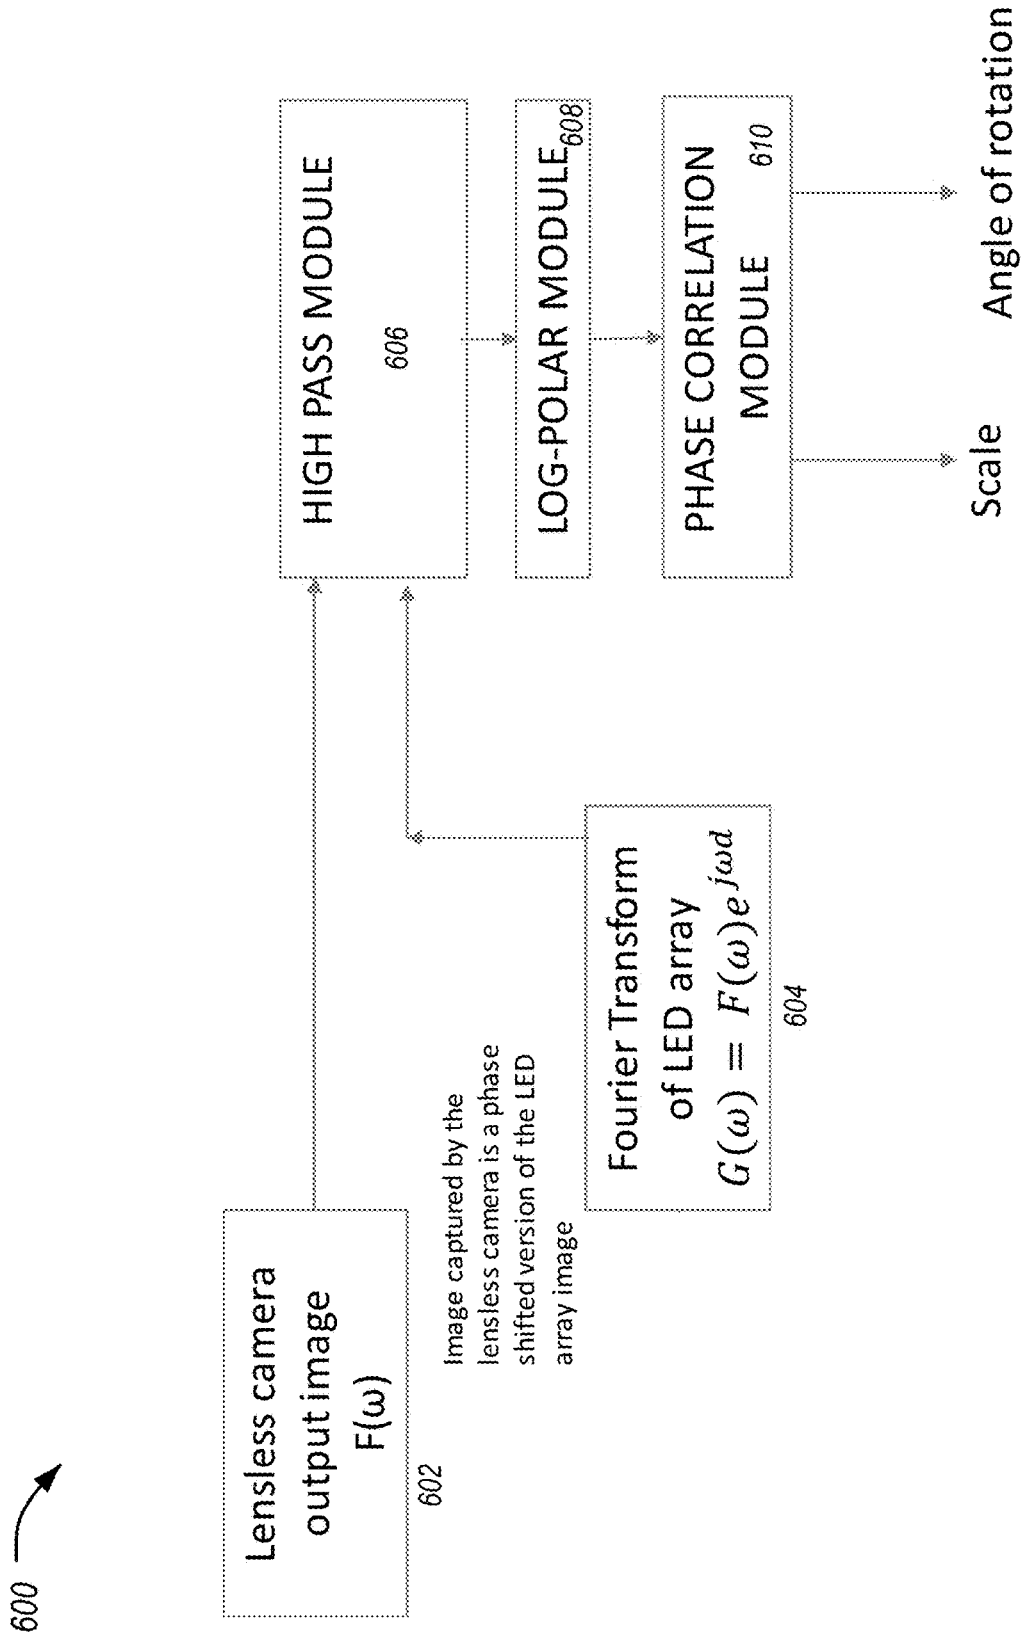 600
Lensless camera
output image
F(ω)
602
Image captured by the
lensless camera is a phase
shifted version of the LED
array image
Fourier Transform
of LED array
G(ω) = F(ω)e^{jωd}
604
HIGH PASS MODULE
606
LOG-POLAR MODULE
608
PHASE CORRELATION
MODULE
610
Scale
Angle of rotation